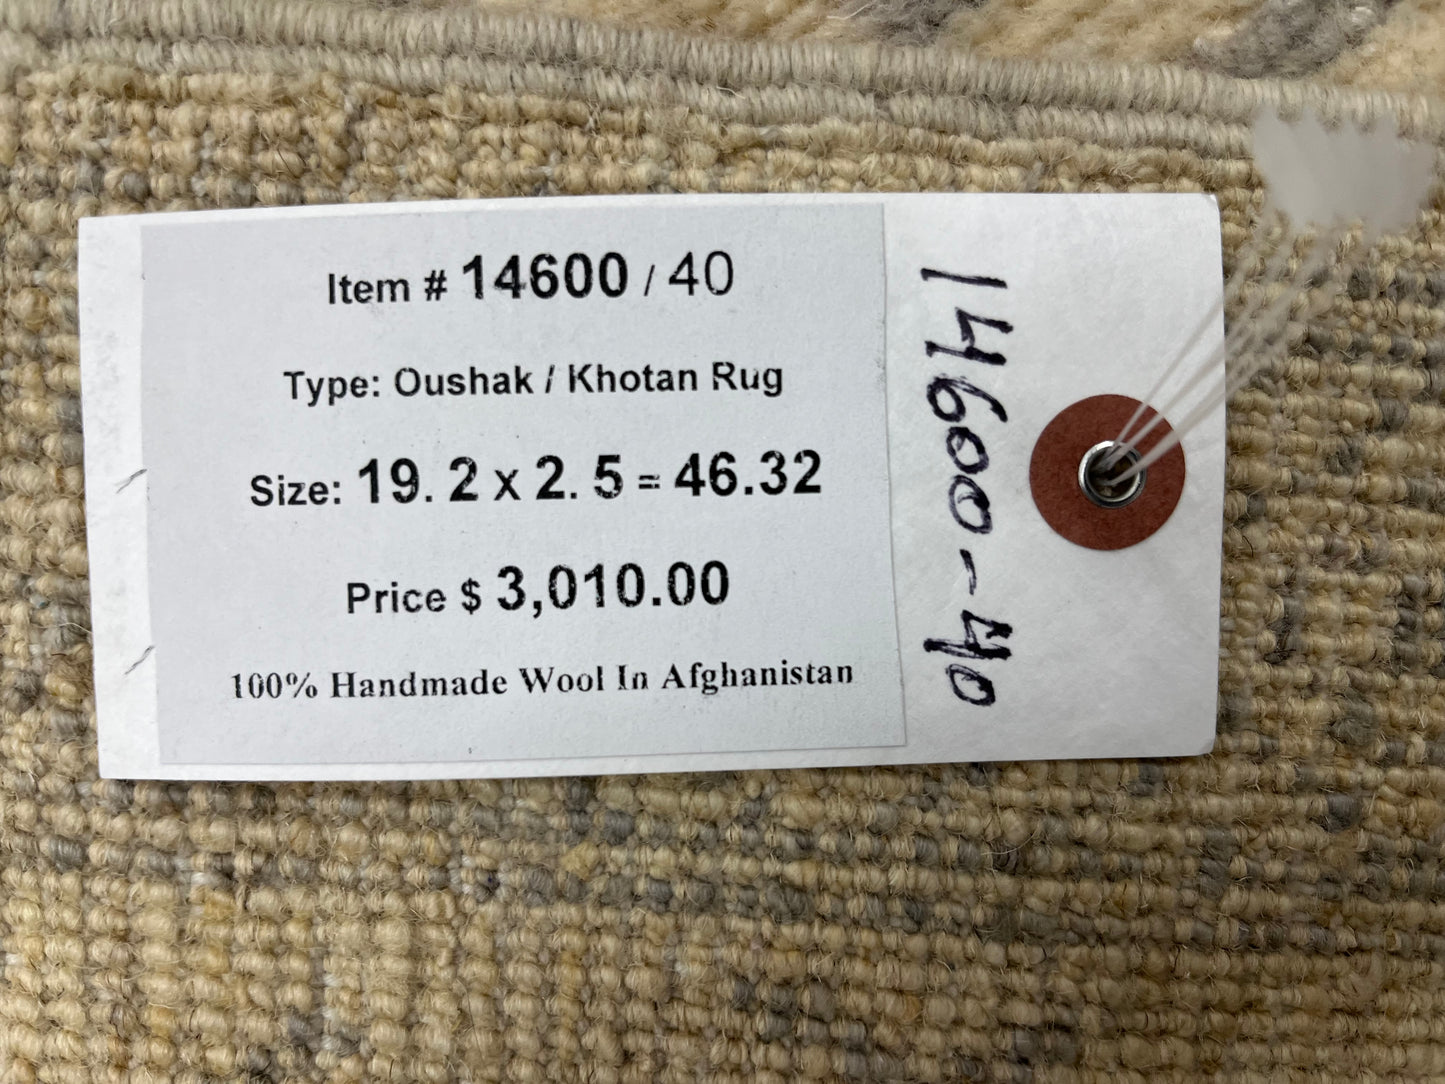 Item # 14600 / 40
Type: Oushak / Khotan Rug
Size: 19. 2 x 2. 5 = 46.32
Price $ 3,010.00
100% Handmade Wool In Afghanistan
14600-40